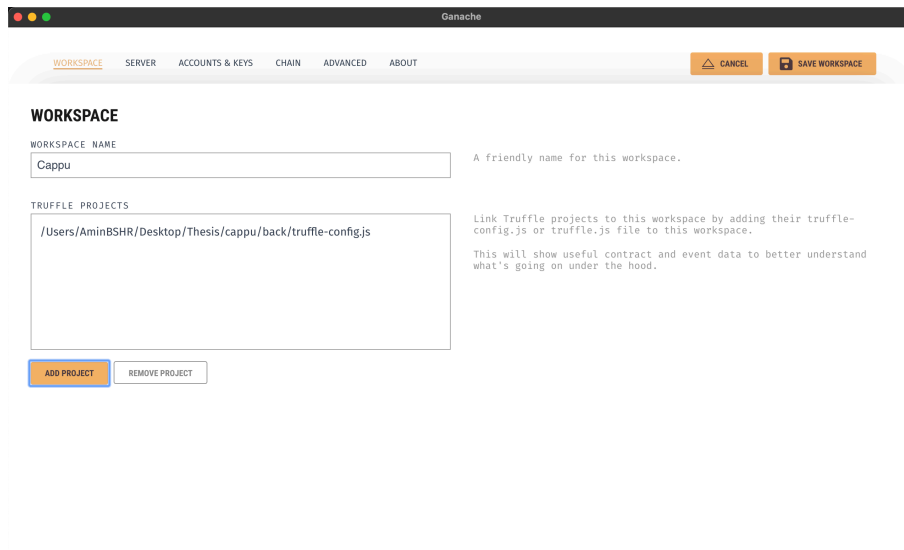 Ganache
WORKSPACE SERVER ACCOUNTS & KEYS CHAIN ADVANCED ABOUT CANCEL SAVE WORKSPACE
WORKSPACE
WORKSPACE NAME
Cappu
A friendly name for this workspace.
TRUFFLE PROJECTS
/Users/AminBSHR/Desktop/Thesis/cappu/back/truffle-config.js
Link Truffle projects to this workspace by adding their truffle-
config.js or truffle.js file to this workspace.
This will show useful contract and event data to better understand
what's going on under the hood.
ADD PROJECT REMOVE PROJECT